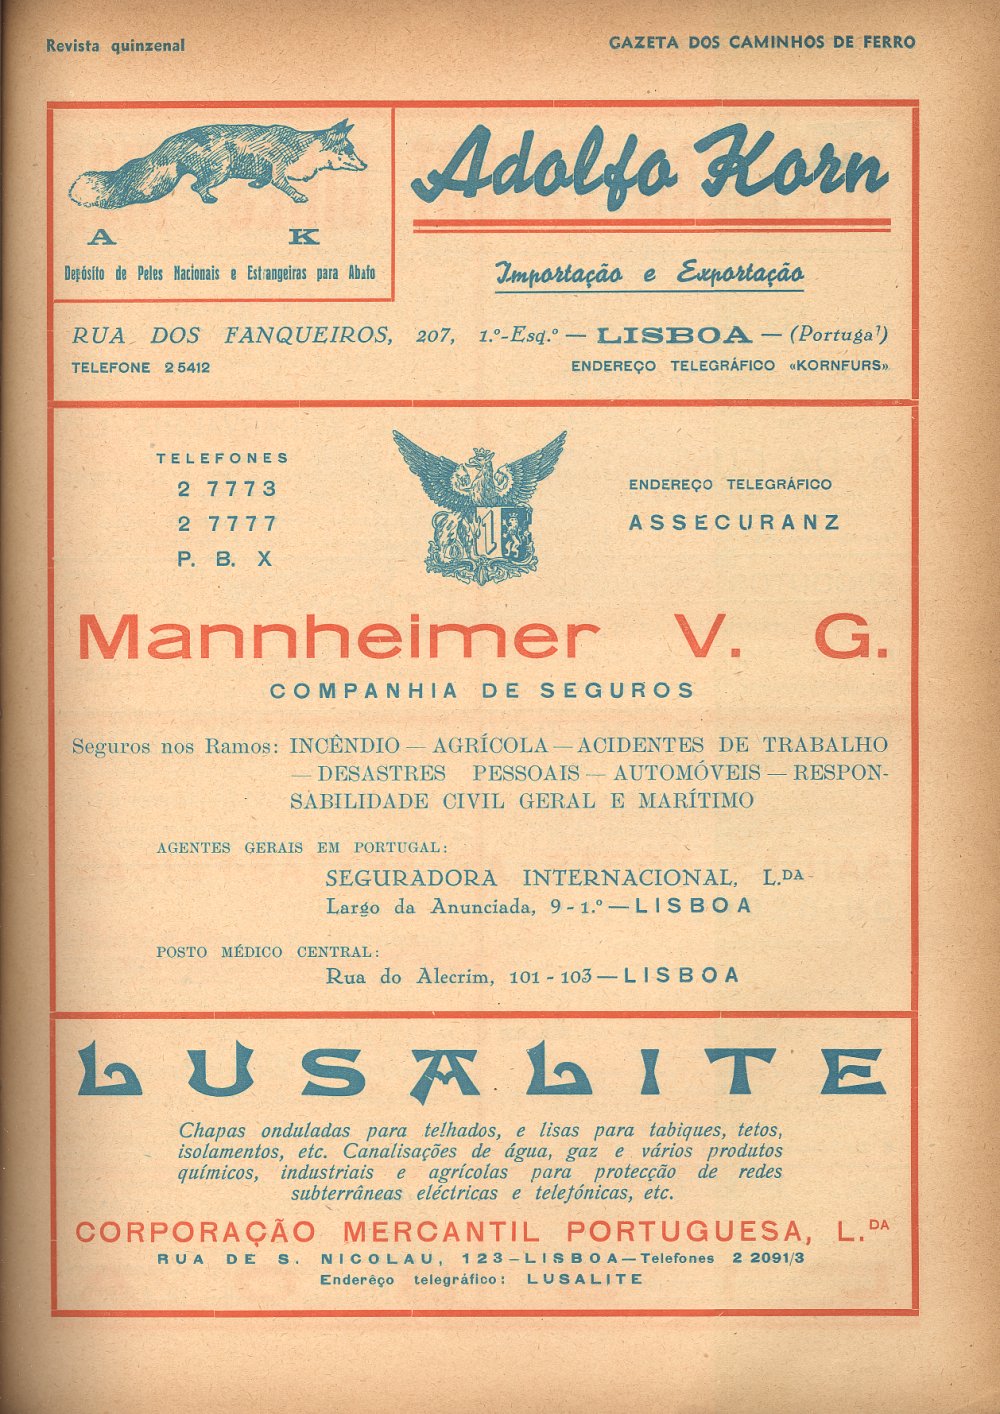 Revista quinzenal
GAZETA DOS CAMINHOS DE FERRO
A K
Depósito de Peles Nacionais e Estrangeiras para Abafo
Adolfo Korn
Importação e Exportação
RUA DOS FANQUEIROS, 207, 1.º-Esq.º — LISBOA — (Portugal)
TELEFONE 2 5412
ENDEREÇO TELEGRÁFICO «KORNFURS»
TELEFONES
2 7773
2 7777
P. B. X
1
ENDEREÇO TELEGRÁFICO
ASSECURANZ
Mannheimer V. G.
COMPANHIA DE SEGUROS
Seguros nos Ramos: INCÊNDIO — AGRÍCOLA — ACIDENTES DE TRABALHO
— DESASTRES PESSOAIS — AUTOMÓVEIS — RESPON-
SABILIDADE CIVIL GERAL E MARÍTIMO
AGENTES GERAIS EM PORTUGAL:
SEGURADORA INTERNACIONAL, L.DA
Largo da Anunciada, 9 - 1.º — LISBOA
POSTO MÉDICO CENTRAL:
Rua do Alecrim, 101 - 103 — LISBOA
LUSALITE
Chapas onduladas para telhados, e lisas para tabiques, tetos,
isolamentos, etc. Canalisações de água, gaz e vários produtos
químicos, industriais e agrícolas para protecção de redes
subterrâneas eléctricas e telefónicas, etc.
CORPORAÇÃO MERCANTIL PORTUGUESA, L.DA
RUA DE S. NICOLAU, 123 — LISBOA — Telefones 2 2091/3
Enderêço telegráfico: LUSALITE